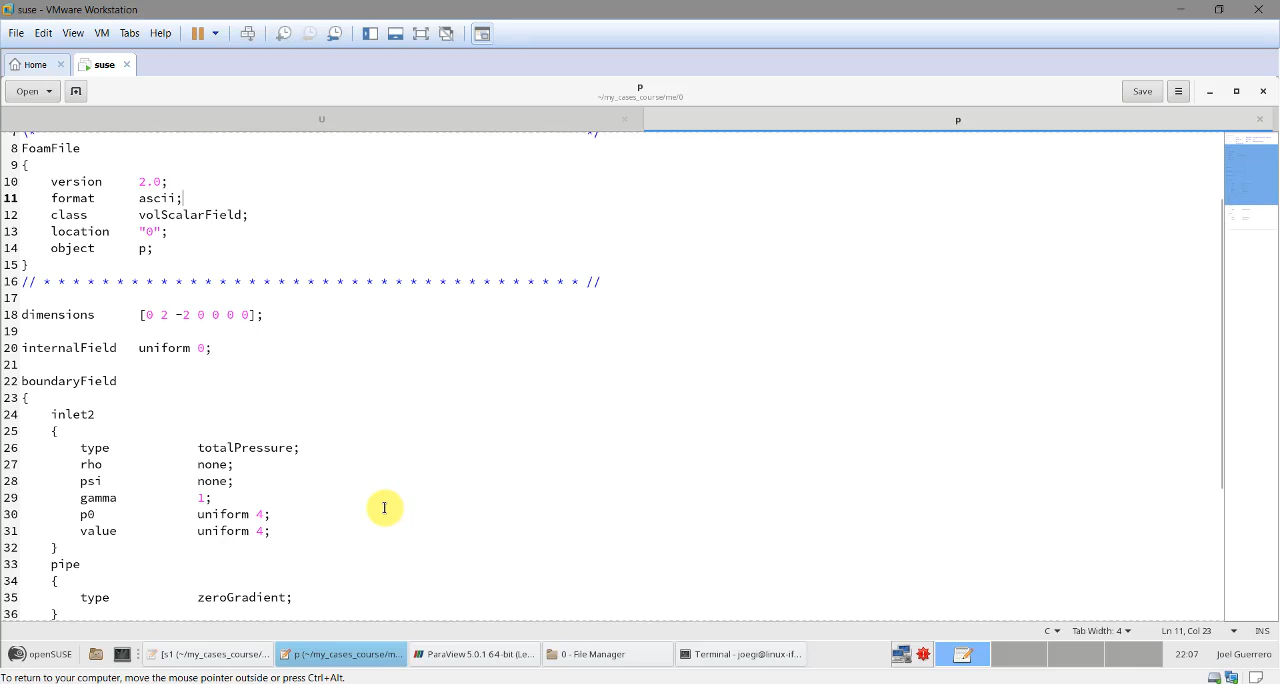 suse - VMware Workstation
File Edit View VM Tabs Help
Home suse
Open p Save
~/my_cases_course/me/0
U p
7 \*---------------------------------------------------------------------------*/
8 FoamFile
9 {
10 version 2.0;
11 format ascii;
12 class volScalarField;
13 location "0";
14 object p;
15 }
16 // * * * * * * * * * * * * * * * * * * * * * * * * * * * * * * * * * * * * * //
17
18 dimensions [0 2 -2 0 0 0 0];
19
20 internalField uniform 0;
21
22 boundaryField
23 {
24 inlet2
25 {
26 type totalPressure;
27 rho none;
28 psi none;
29 gamma 1;
30 p0 uniform 4;
31 value uniform 4;
32 }
33 pipe
34 {
35 type zeroGradient;
36 }
C Tab Width: 4 Ln 11, Col 23 INS
openSUSE [s1 (~/my_cases_course/... p (~/my_cases_course/m... ParaView 5.0.1 64-bit (Le... 0 - File Manager Terminal - joegi@linux-if... 22:07 Joel Guerrero
To return to your computer, move the mouse pointer outside or press Ctrl+Alt.